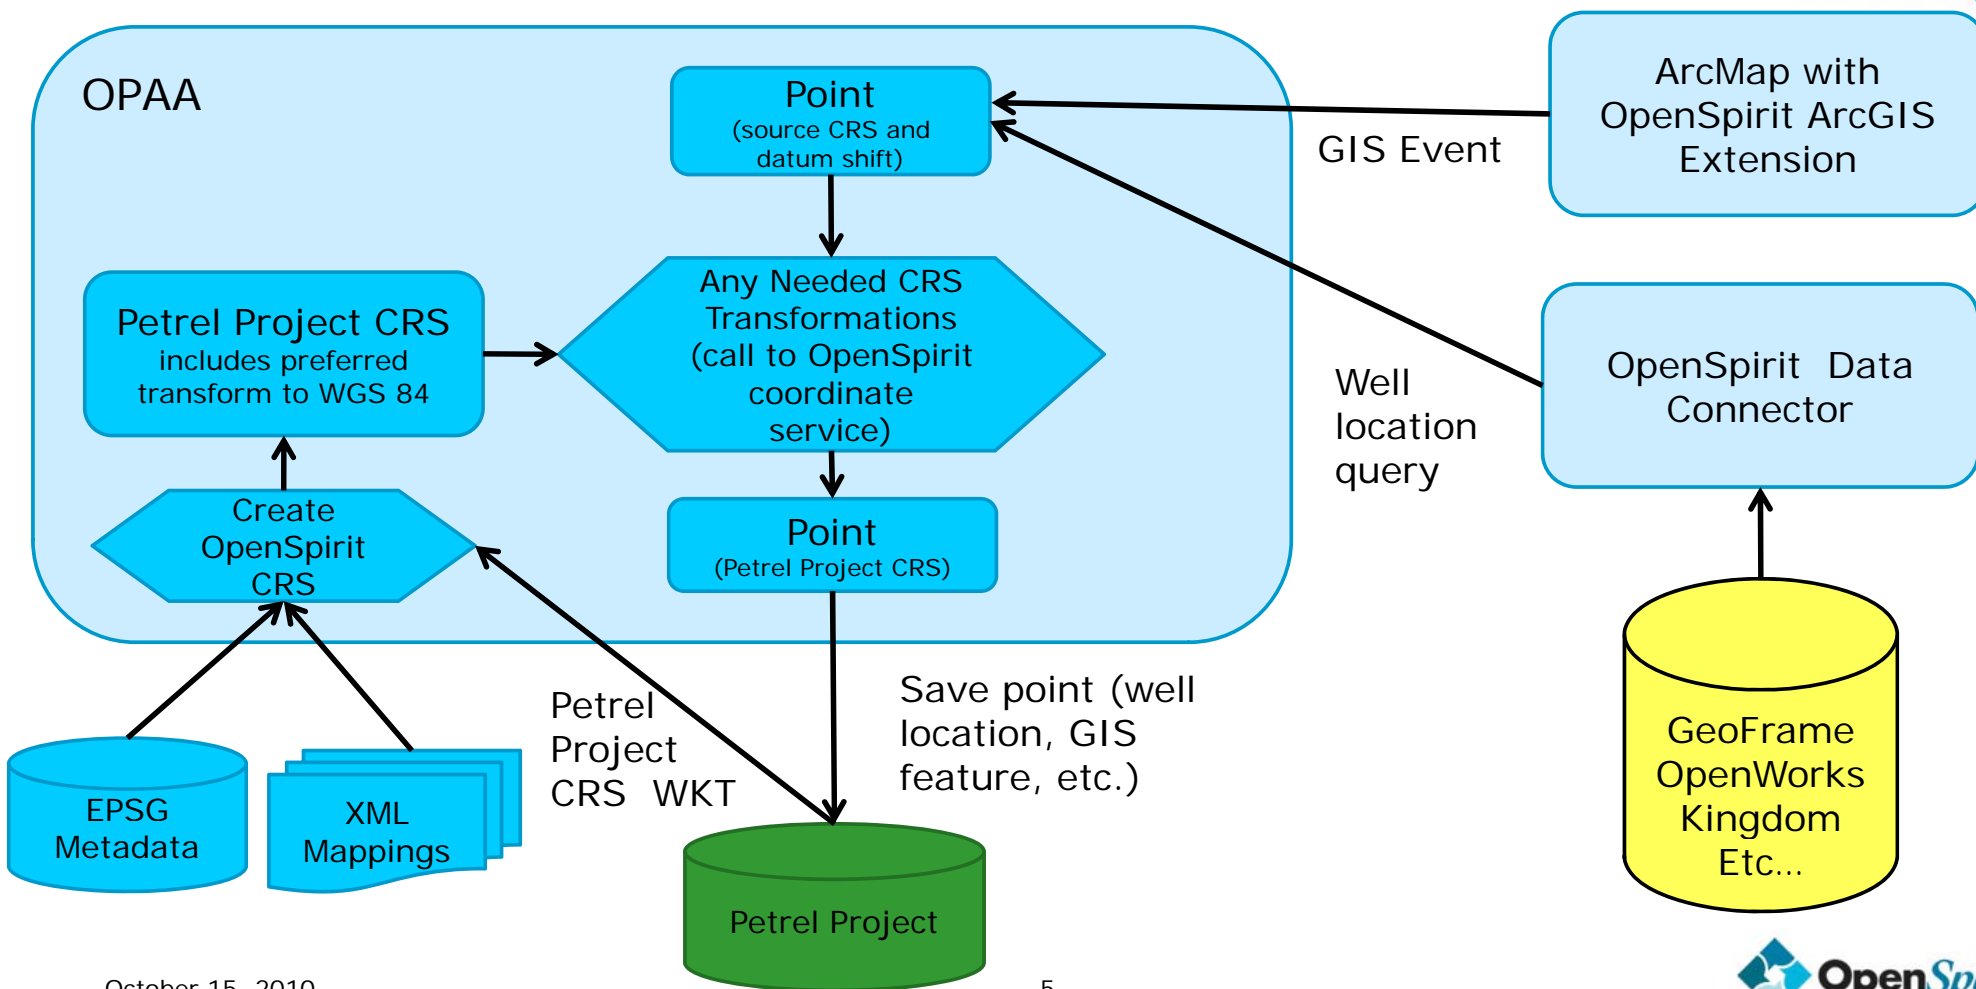 OPAA
Point
(source CRS and
datum shift)
GIS Event
ArcMap with
OpenSpirit ArcGIS
Extension
Petrel Project CRS
includes preferred
transform to WGS 84
Any Needed CRS
Transformations
(call to OpenSpirit
coordinate
service)
Well
location
query
OpenSpirit Data
Connector
Create
OpenSpirit
CRS
Point
(Petrel Project CRS)
Petrel
Project
CRS WKT
Save point (well
location, GIS
feature, etc.)
EPSG
Metadata
XML
Mappings
Petrel Project
GeoFrame
OpenWorks
Kingdom
Etc...
October 15, 2010
5